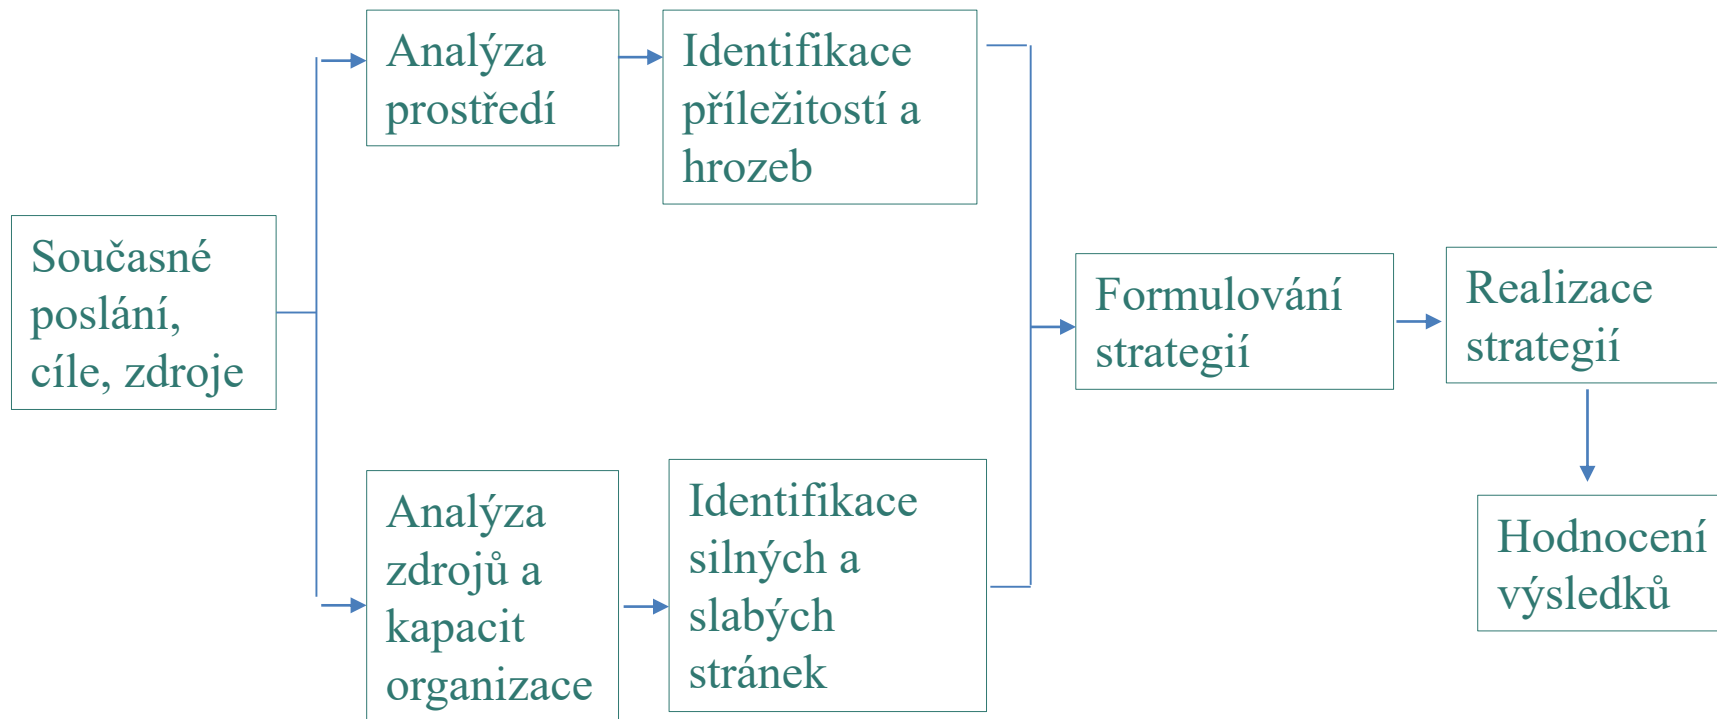 Současné
poslání,
cíle, zdroje
Analýza
prostředí
Identifikace
příležitostí a
hrozeb
Analýza
zdrojů a
kapacit
organizace
Identifikace
silných a
slabých
stránek
Formulování
strategií
Realizace
strategií
Hodnocení
výsledků